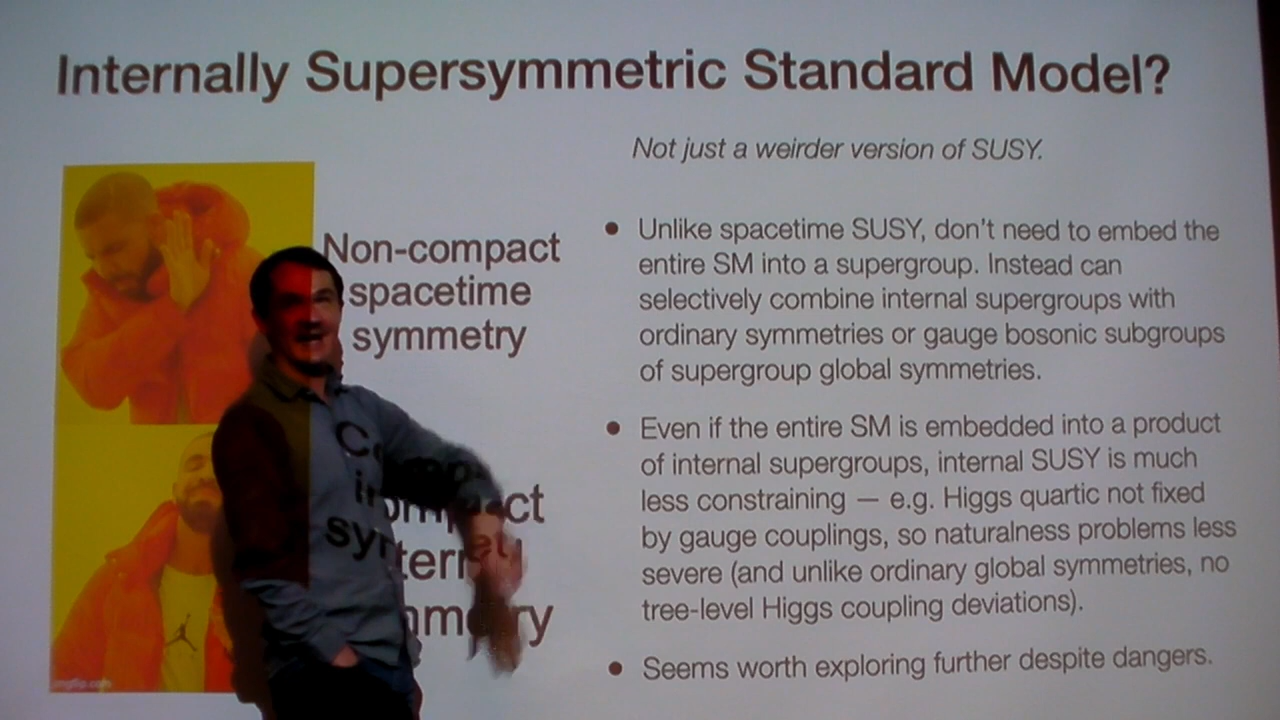 Internally Supersymmetric Standard Model?
Not just a weirder version of SUSY.
Non-compact
spacetime
symmetry
• Unlike spacetime SUSY, don't need to embed the
entire SM into a supergroup. Instead can
selectively combine internal supergroups with
ordinary symmetries or gauge bosonic subgroups
of supergroup global symmetries.
• Even if the entire SM is embedded into a product
of internal supergroups, internal SUSY is much
less constraining — e.g. Higgs quartic not fixed
by gauge couplings, so naturalness problems less
severe (and unlike ordinary global symmetries, no
tree-level Higgs coupling deviations).
• Seems worth exploring further despite dangers.
imgflip.com